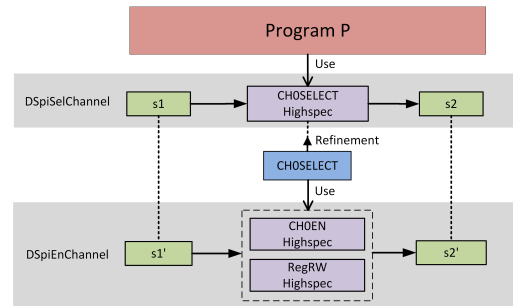 Program P
Use
DSpiSelChannel
s1
CH0SELECT
Highspec
s2
Refinement
CH0SELECT
Use
DSpiEnChannel
s1'
CH0EN
Highspec
RegRW
Highspec
s2'